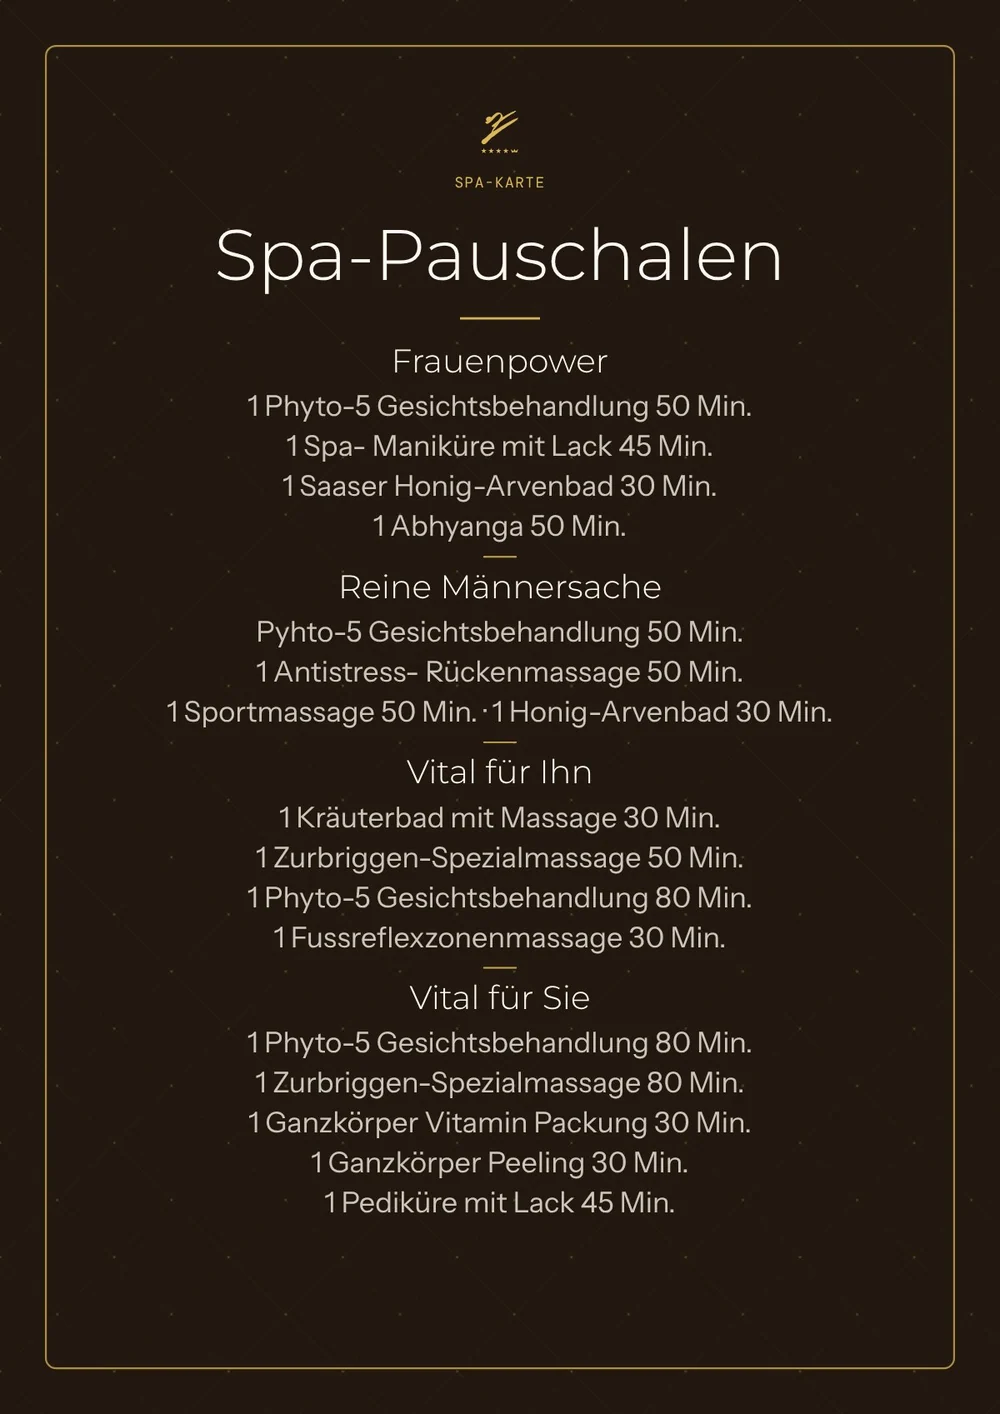 SPA-KARTE
Spa-Pauschalen
Frauenpower
1 Phyto-5 Gesichtsbehandlung 50 Min.
1 Spa- Maniküre mit Lack 45 Min.
1 Saaser Honig-Arvenbad 30 Min.
1 Abhyanga 50 Min.
Reine Männersache
Pyhto-5 Gesichtsbehandlung 50 Min.
1 Antistress- Rückenmassage 50 Min.
1 Sportmassage 50 Min. · 1 Honig-Arvenbad 30 Min.
Vital für Ihn
1 Kräuterbad mit Massage 30 Min.
1 Zurbriggen-Spezialmassage 50 Min.
1 Phyto-5 Gesichtsbehandlung 80 Min.
1 Fussreflexzonenmassage 30 Min.
Vital für Sie
1 Phyto-5 Gesichtsbehandlung 80 Min.
1 Zurbriggen-Spezialmassage 80 Min.
1 Ganzkörper Vitamin Packung 30 Min.
1 Ganzkörper Peeling 30 Min.
1 Pediküre mit Lack 45 Min.